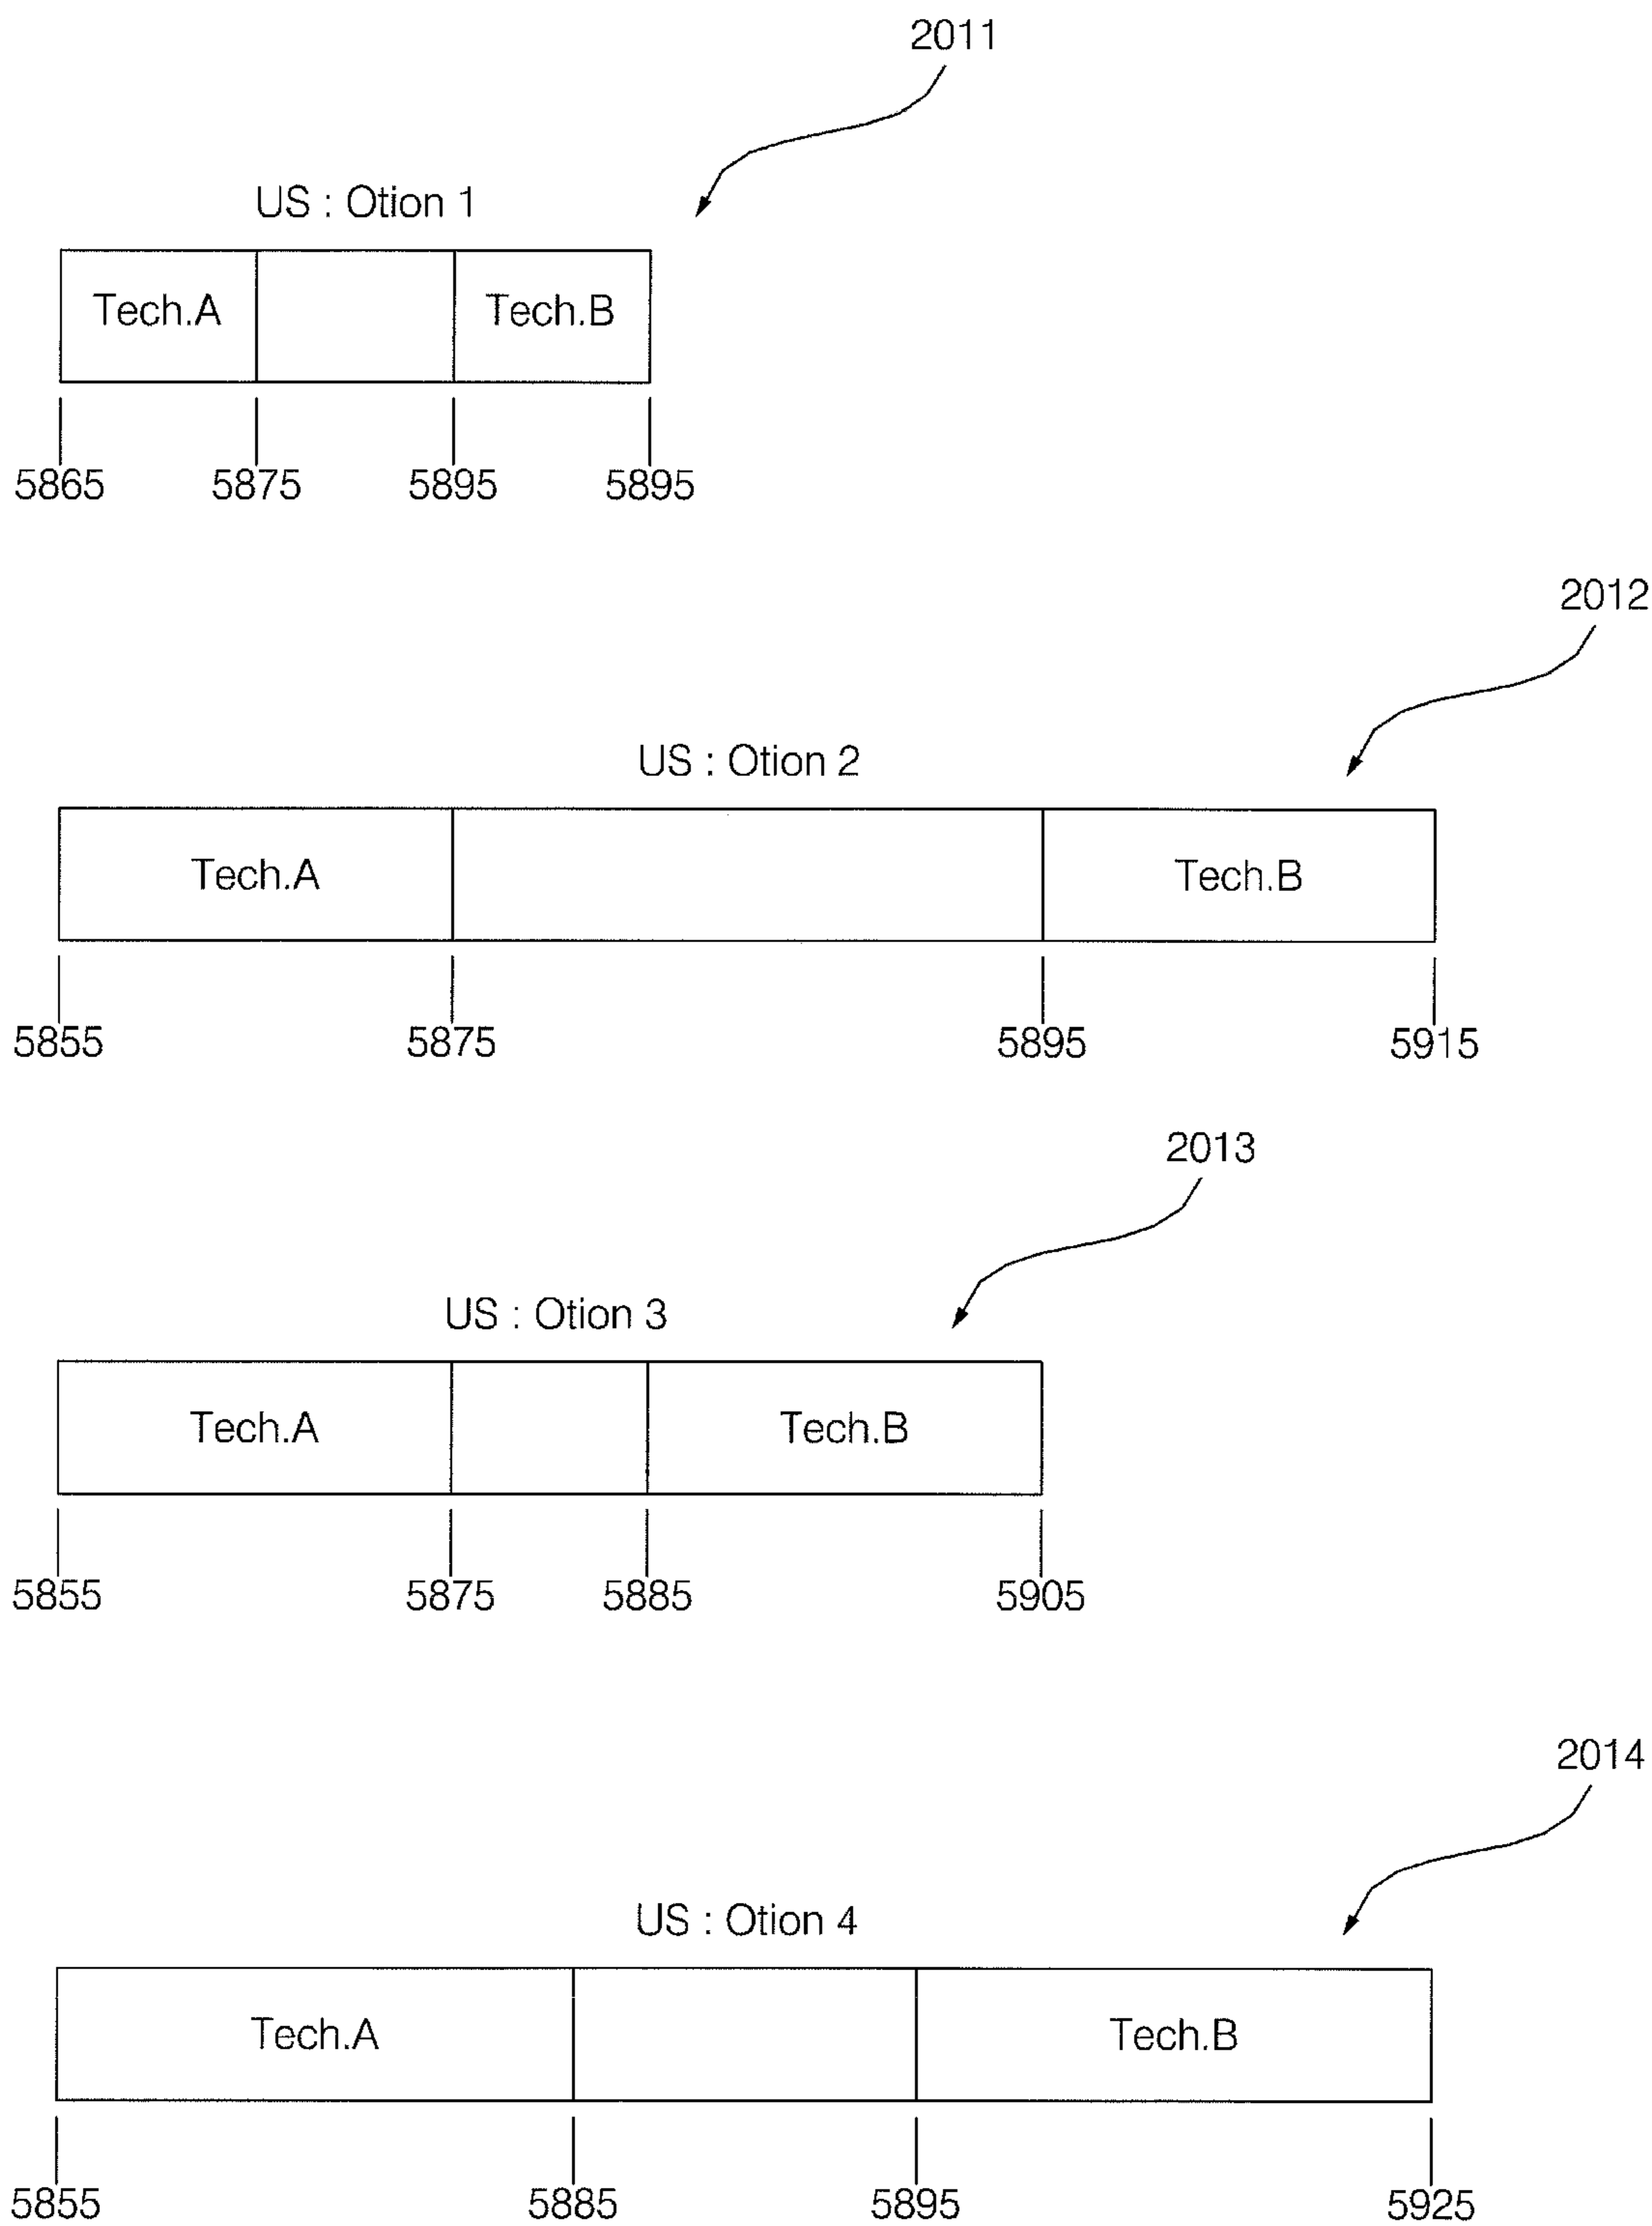 2011
US : Otion 1
Tech.A Tech.B
5865 5875 5895 5895
2012
US : Otion 2
Tech.A Tech.B
5855 5875 5895 5915
2013
US : Otion 3
Tech.A Tech.B
5855 5875 5885 5905
2014
US : Otion 4
Tech.A Tech.B
5855 5885 5895 5925